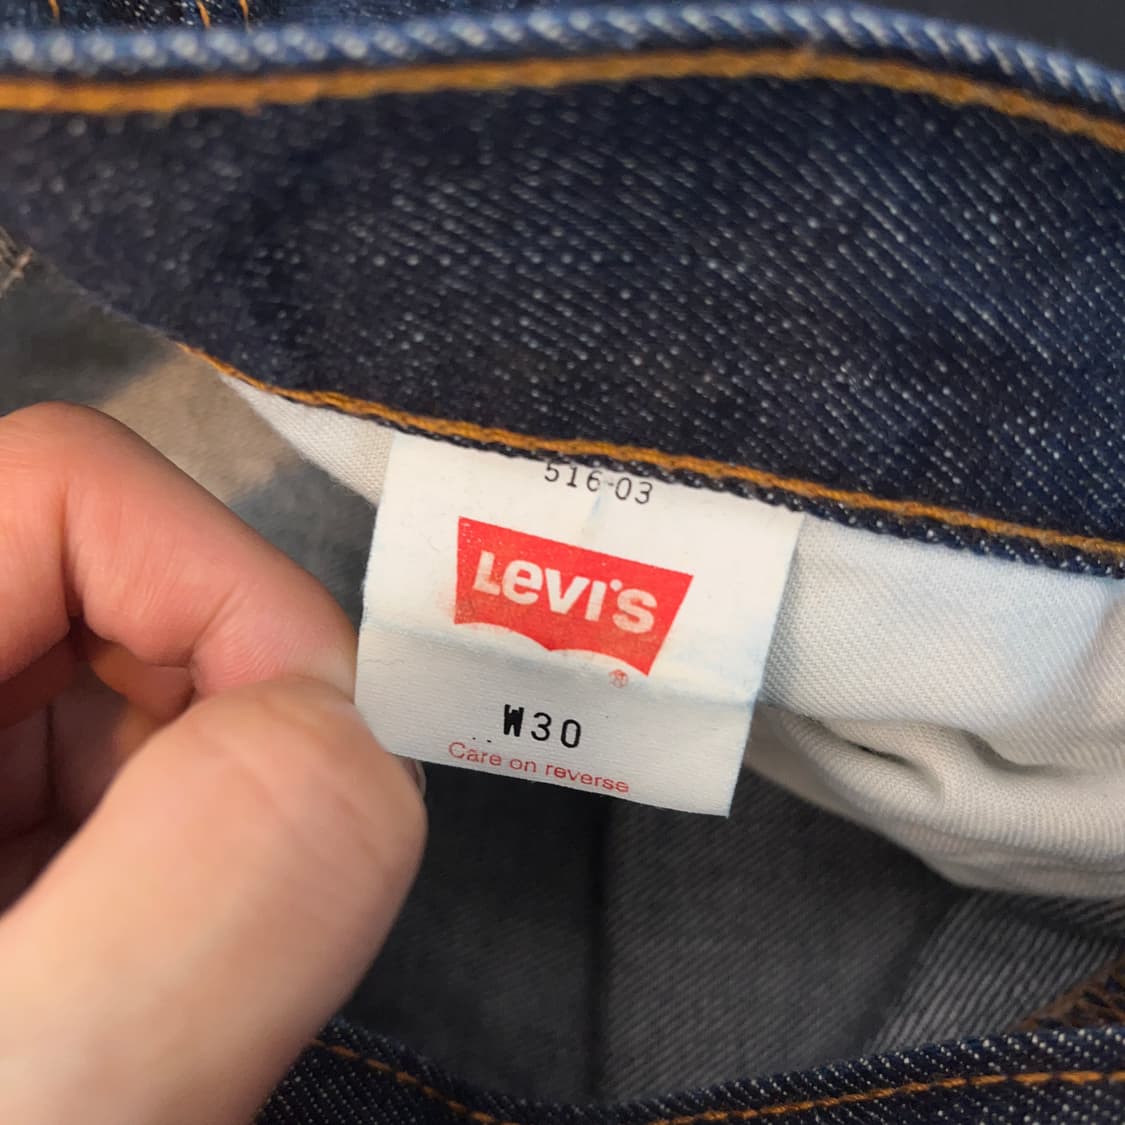 516-03
Levi's
®
W30
Care on reverse